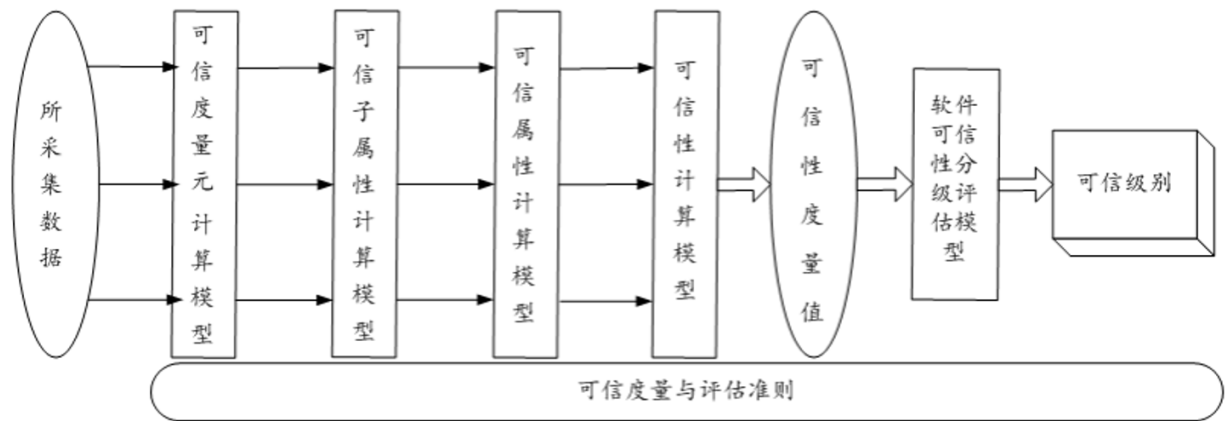 所采集数据
可信度量元计算模型
可信子属性计算模型
可信属性计算模型
可信性计算模型
可信性度量值
软件
可信
性分
级评
估模
型
可信级别
可信度量与评估准则